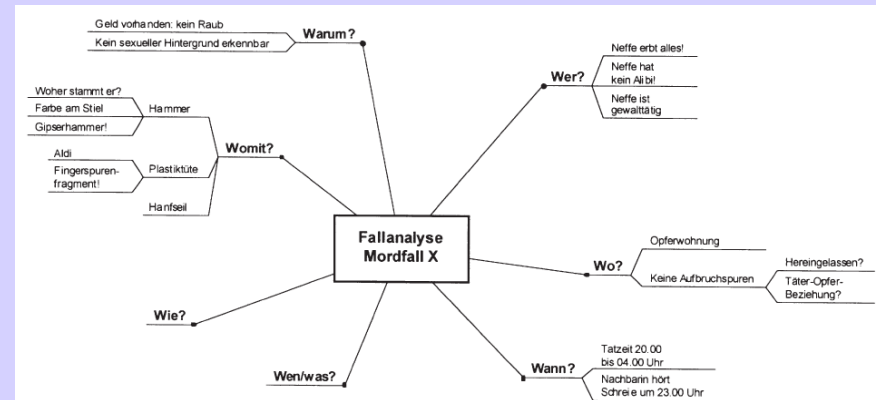 Geld vorhanden: kein Raub
Kein sexueller Hintergrund erkennbar
Warum?
Neffe erbt alles!
Neffe hat
kein Alibi!
Neffe ist
gewalttätig
Wer?
Woher stammt er?
Farbe am Stiel
Gipserhammer!
Hammer
Aldi
Fingerspuren-
fragment!
Plastiktüte
Hanfseil
Womit?
Fallanalyse
Mordfall X
Opferwohnung
Wo?
Keine Aufbruchspuren
Hereingelassen?
Täter-Opfer-
Beziehung?
Wie?
Wen/was?
Wann?
Tatzeit 20.00
bis 04.00 Uhr
Nachbarin hört
Schreie um 23.00 Uhr